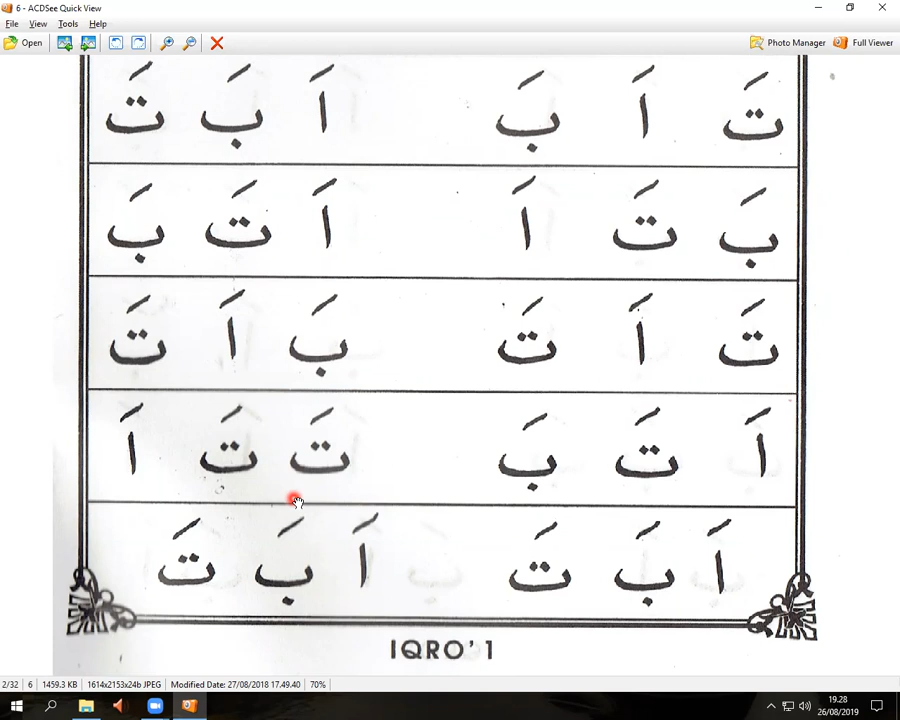 6 - ACDSee Quick View
File View Tools Help
Open Photo Manager Full Viewer
تَ اَ بَ اَ بَ تَ
بَ تَ اَ اَ تَ بَ
تَ اَ تَ بَ اَ تَ
اَ تَ بَ تَ تَ اَ
اَ بَ تَ اَ بَ تَ
IQRO' 1
2/32 6 1459.3 KB 1614x2153x24b JPEG Modified Date: 27/08/2018 17.49.40 70%
19.28
26/08/2019